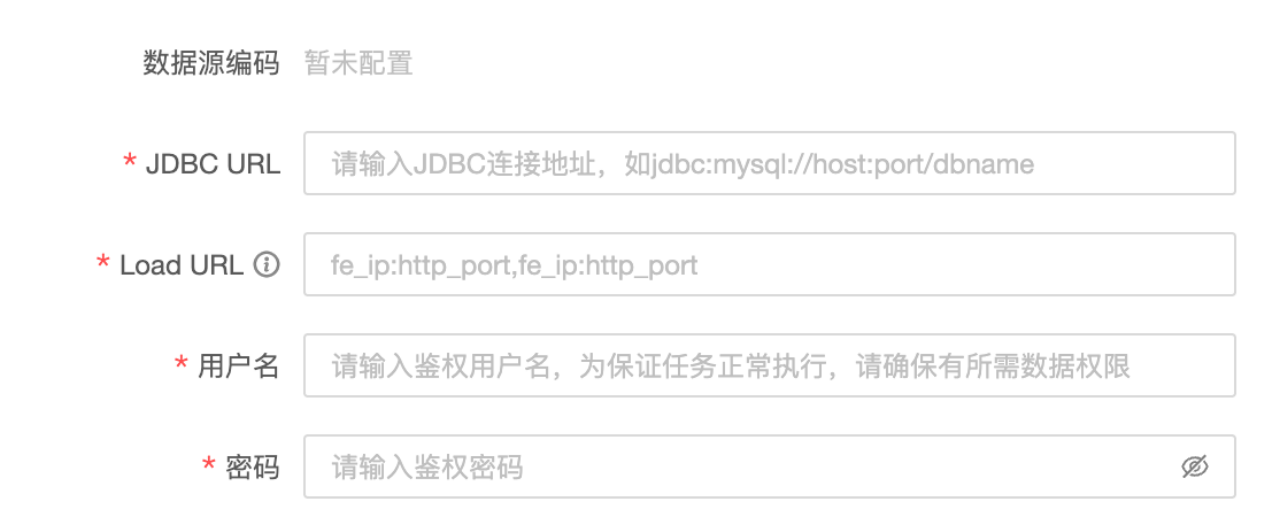 数据源编码 暂未配置
* JDBC URL 请输入JDBC连接地址，如jdbc:mysql://host:port/dbname
* Load URL fe_ip:http_port,fe_ip:http_port
* 用户名 请输入鉴权用户名，为保证任务正常执行，请确保有所需数据权限
* 密码 请输入鉴权密码